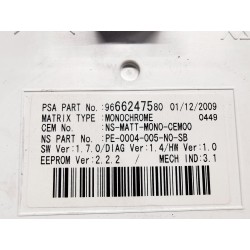 PSA PART No.:9666247580 01/12/2009
MATRIX TYPE :MONOCHROME 0449
CEM No. :NS-MATT-MONO-CEM00
NS PART No. :PE-0004-005-NO-SB
SW Ver:1.7.0/DIAG Ver:1.4/HW Ver:1.0
EEPROM Ver:2.2.2 / MECH IND:3.1